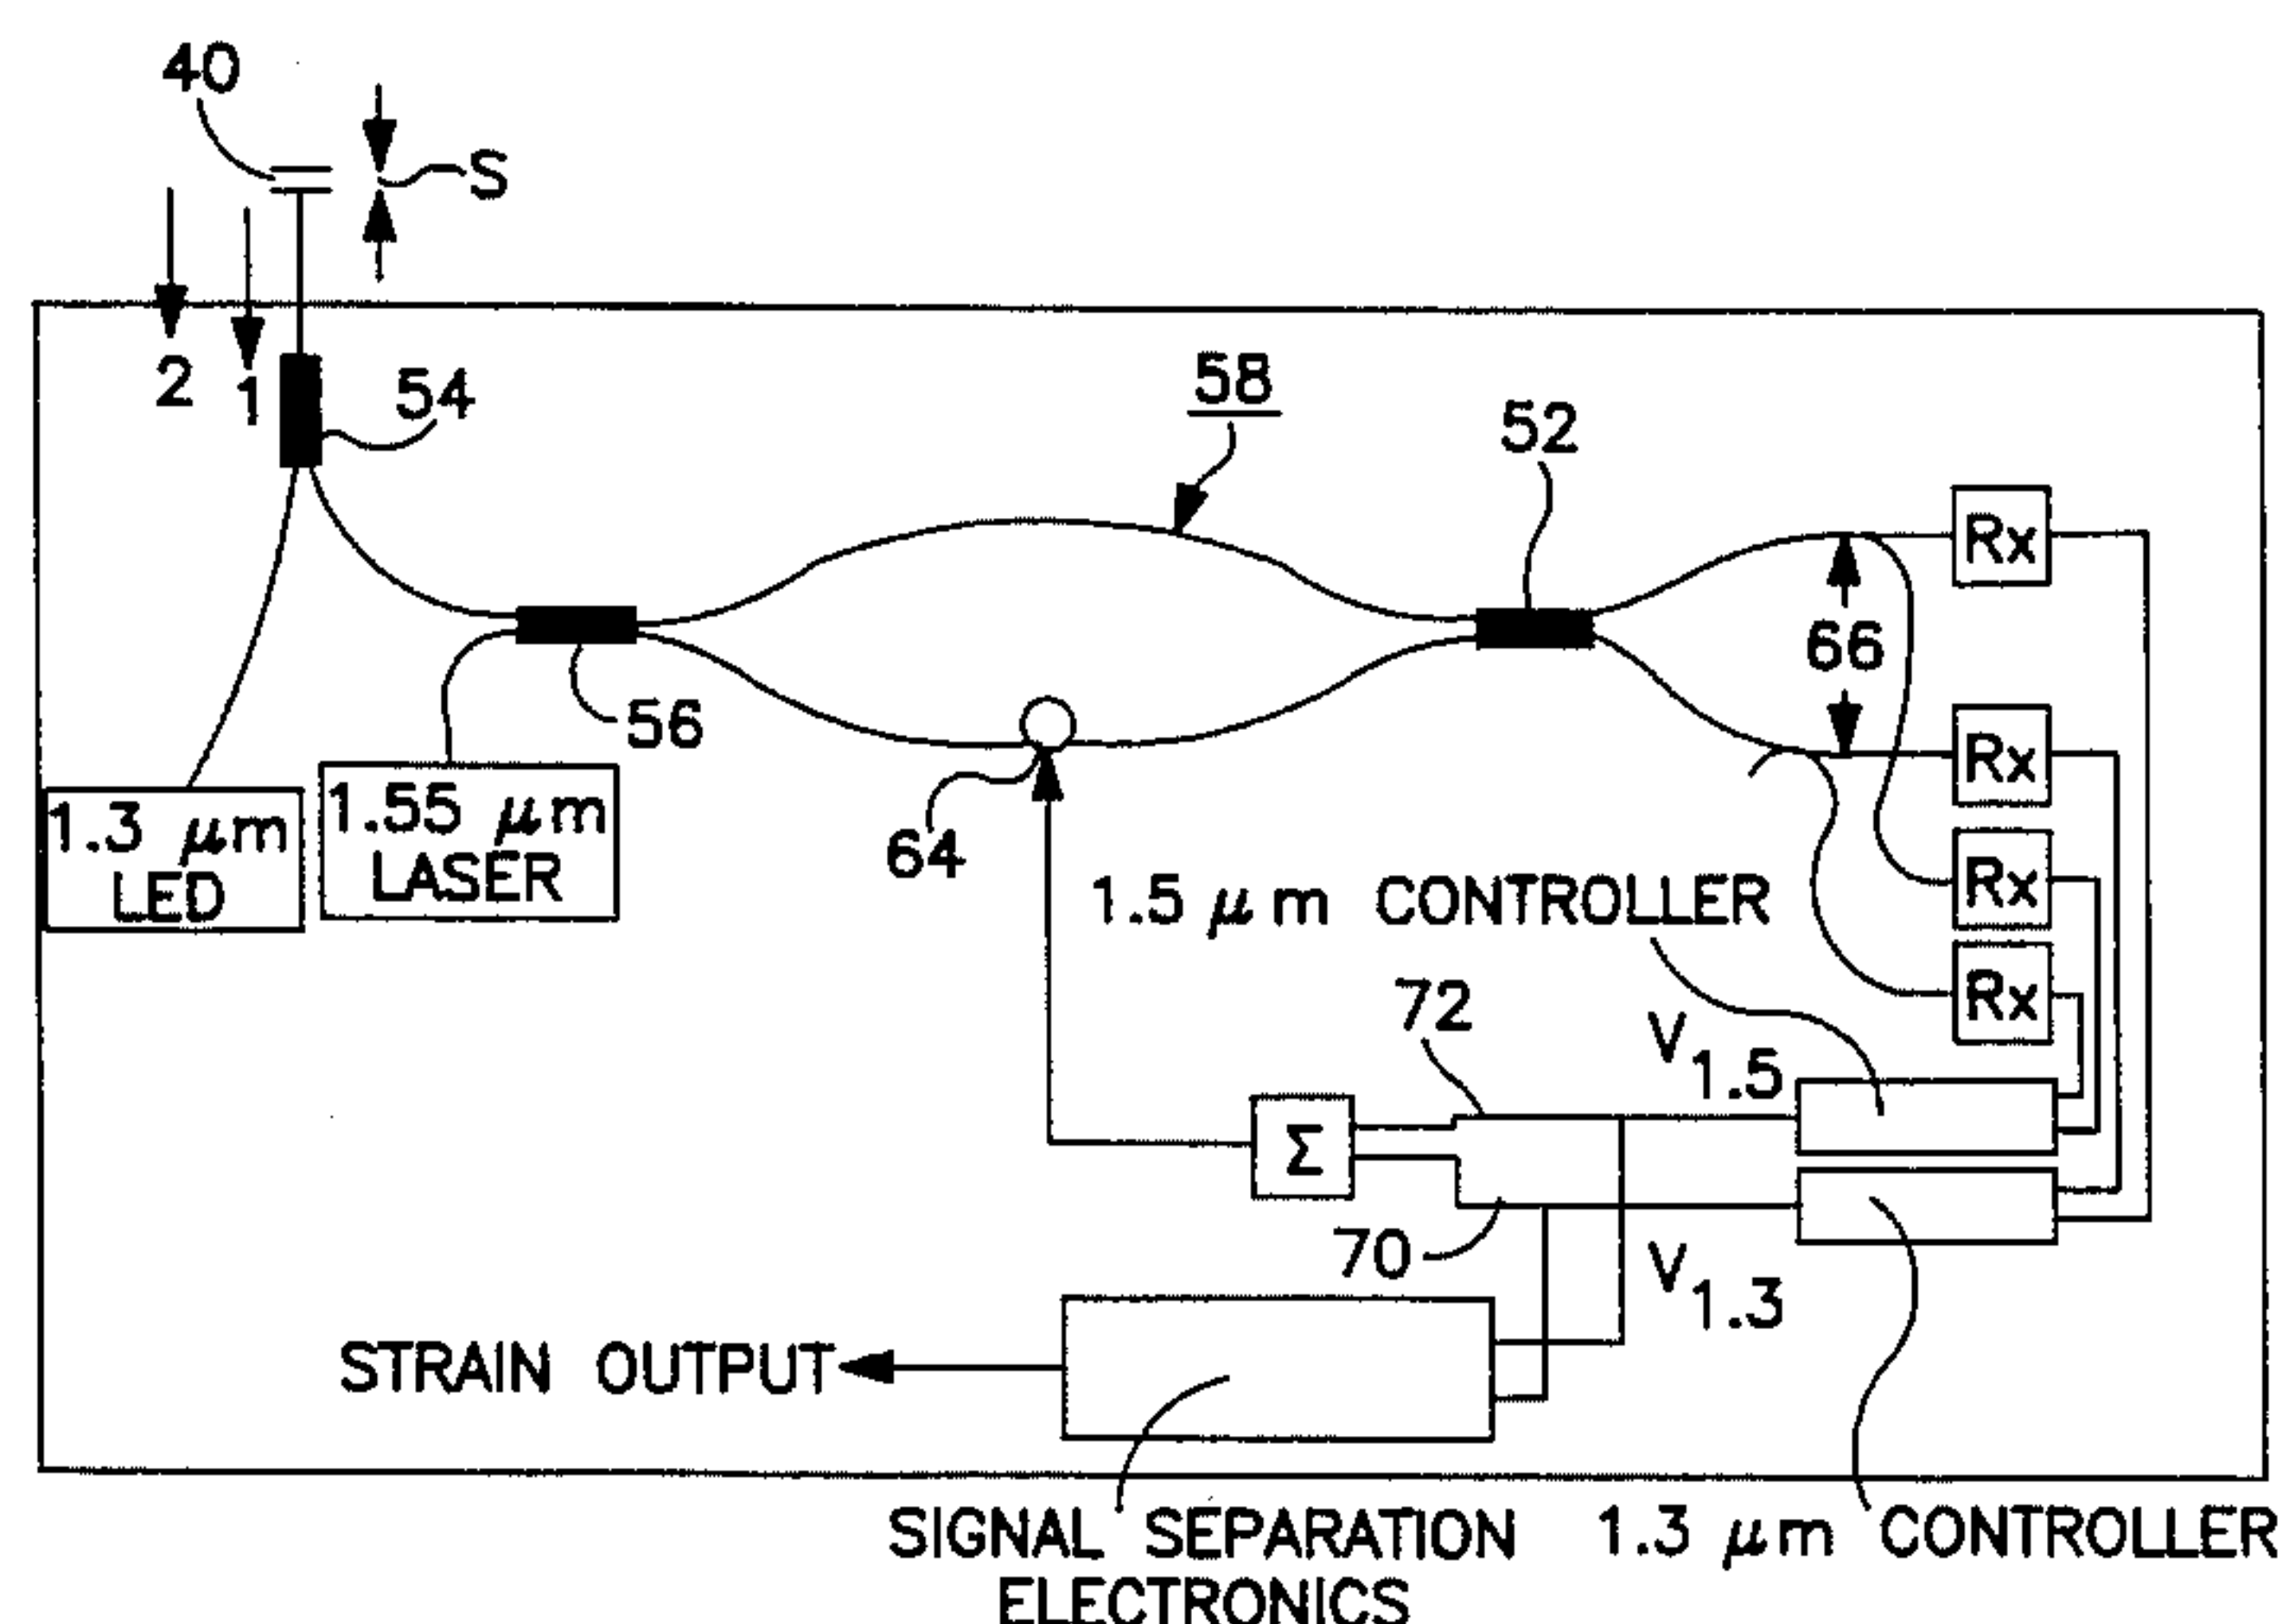 40
S
2
1
54
58
52
Rx
66
56
Rx
1.3 μm
LED
1.55 μm
LASER
64
1.5 μm CONTROLLER
Rx
Rx
72
V1.5
Σ
70
V1.3
STRAIN OUTPUT
SIGNAL SEPARATION
ELECTRONICS
1.3 μm CONTROLLER